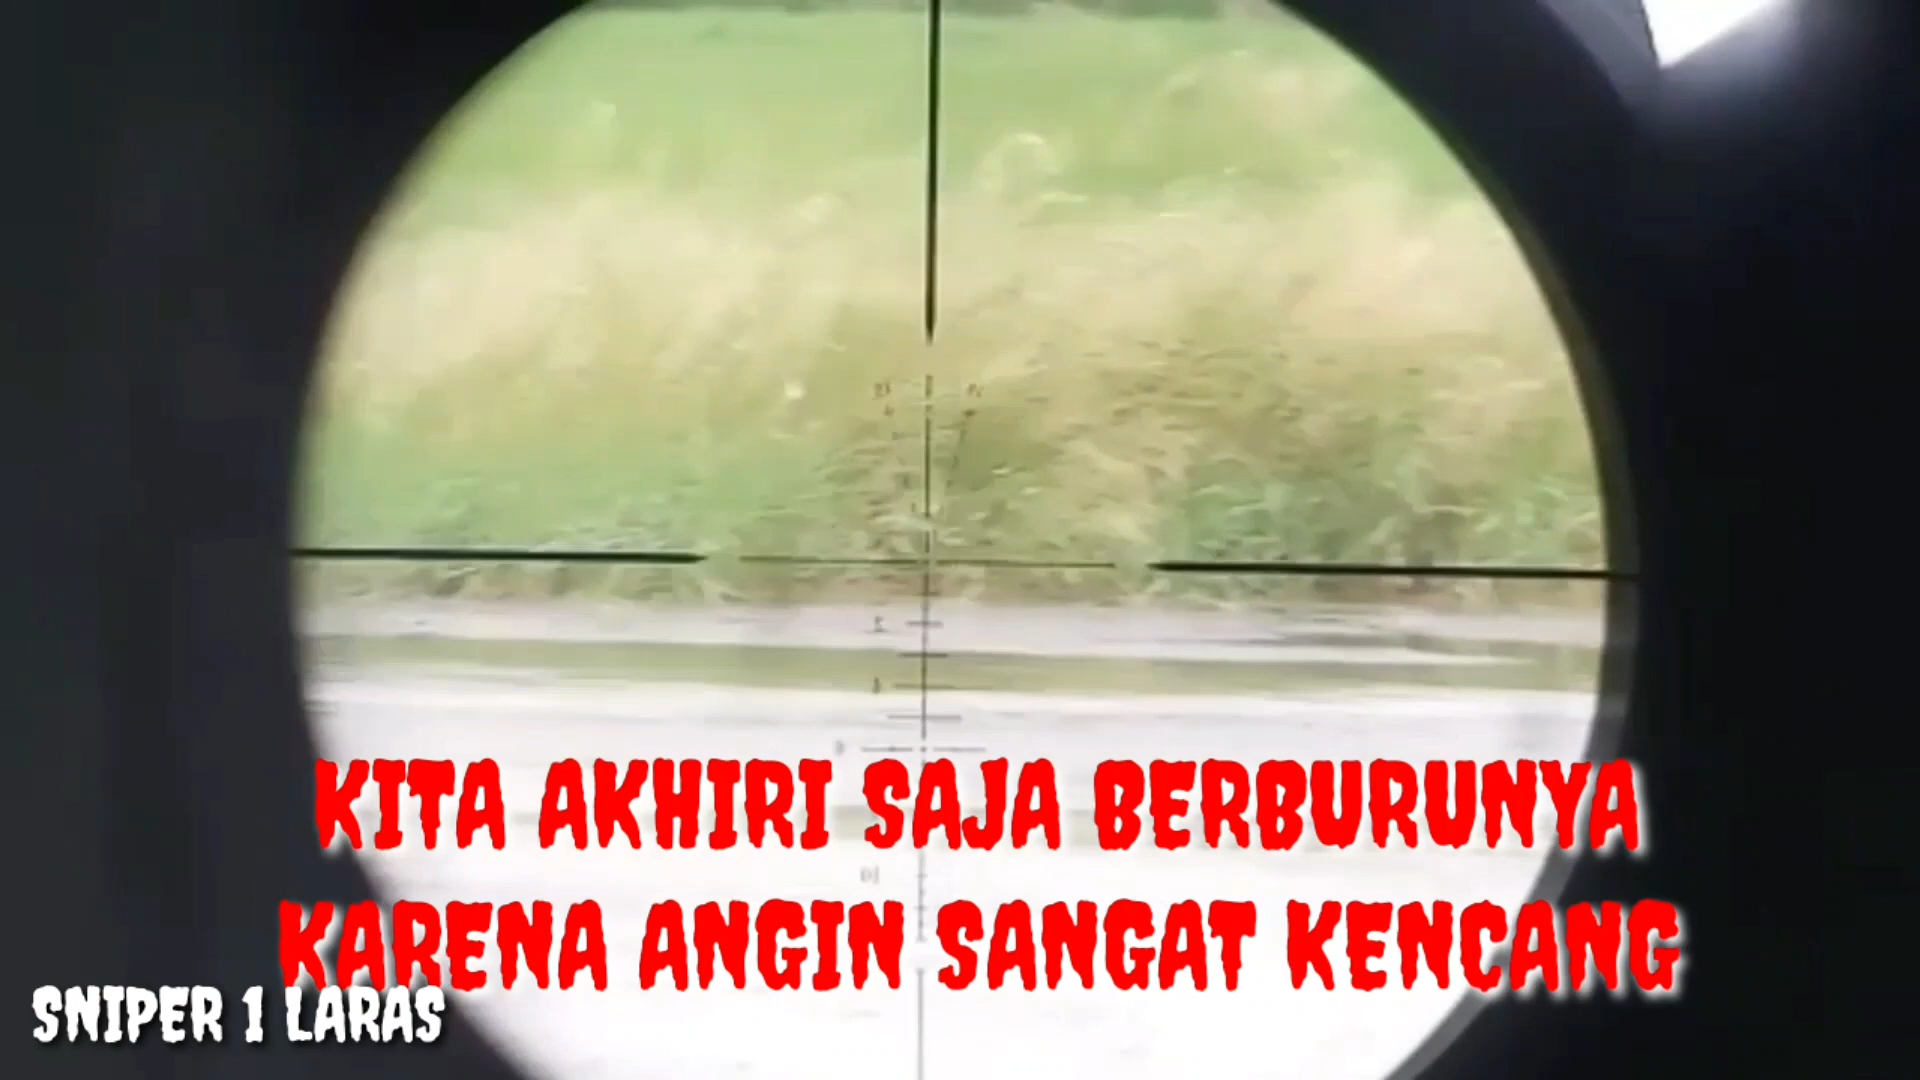 KITA AKHIRI SAJA BERBURUNYA
KARENA ANGIN SANGAT KENCANG
SNIPER 1 LARAS